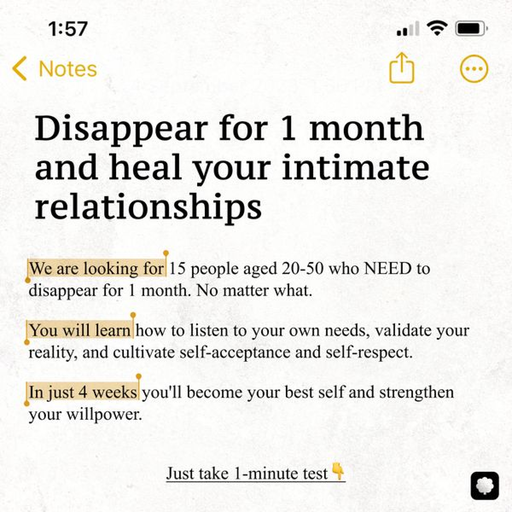 1:57
Notes
Disappear for 1 month
and heal your intimate
relationships
We are looking for 15 people aged 20-50 who NEED to
disappear for 1 month. No matter what.
You will learn how to listen to your own needs, validate your
reality, and cultivate self-acceptance and self-respect.
In just 4 weeks you'll become your best self and strengthen
your willpower.
Just take 1-minute test👇